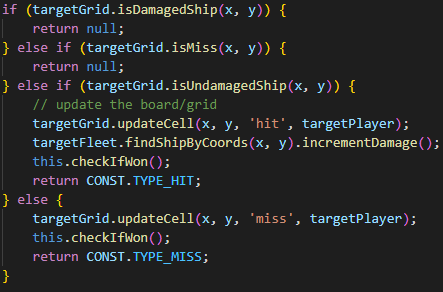 if (targetGrid.isDamagedShip(x, y)) {
    return null;
} else if (targetGrid.isMiss(x, y)) {
    return null;
} else if (targetGrid.isUndamagedShip(x, y)) {
    // update the board/grid
    targetGrid.updateCell(x, y, 'hit', targetPlayer);
    targetFleet.findShipByCoords(x, y).incrementDamage();
    this.checkIfWon();
    return CONST.TYPE_HIT;
} else {
    targetGrid.updateCell(x, y, 'miss', targetPlayer);
    this.checkIfWon();
    return CONST.TYPE_MISS;
}